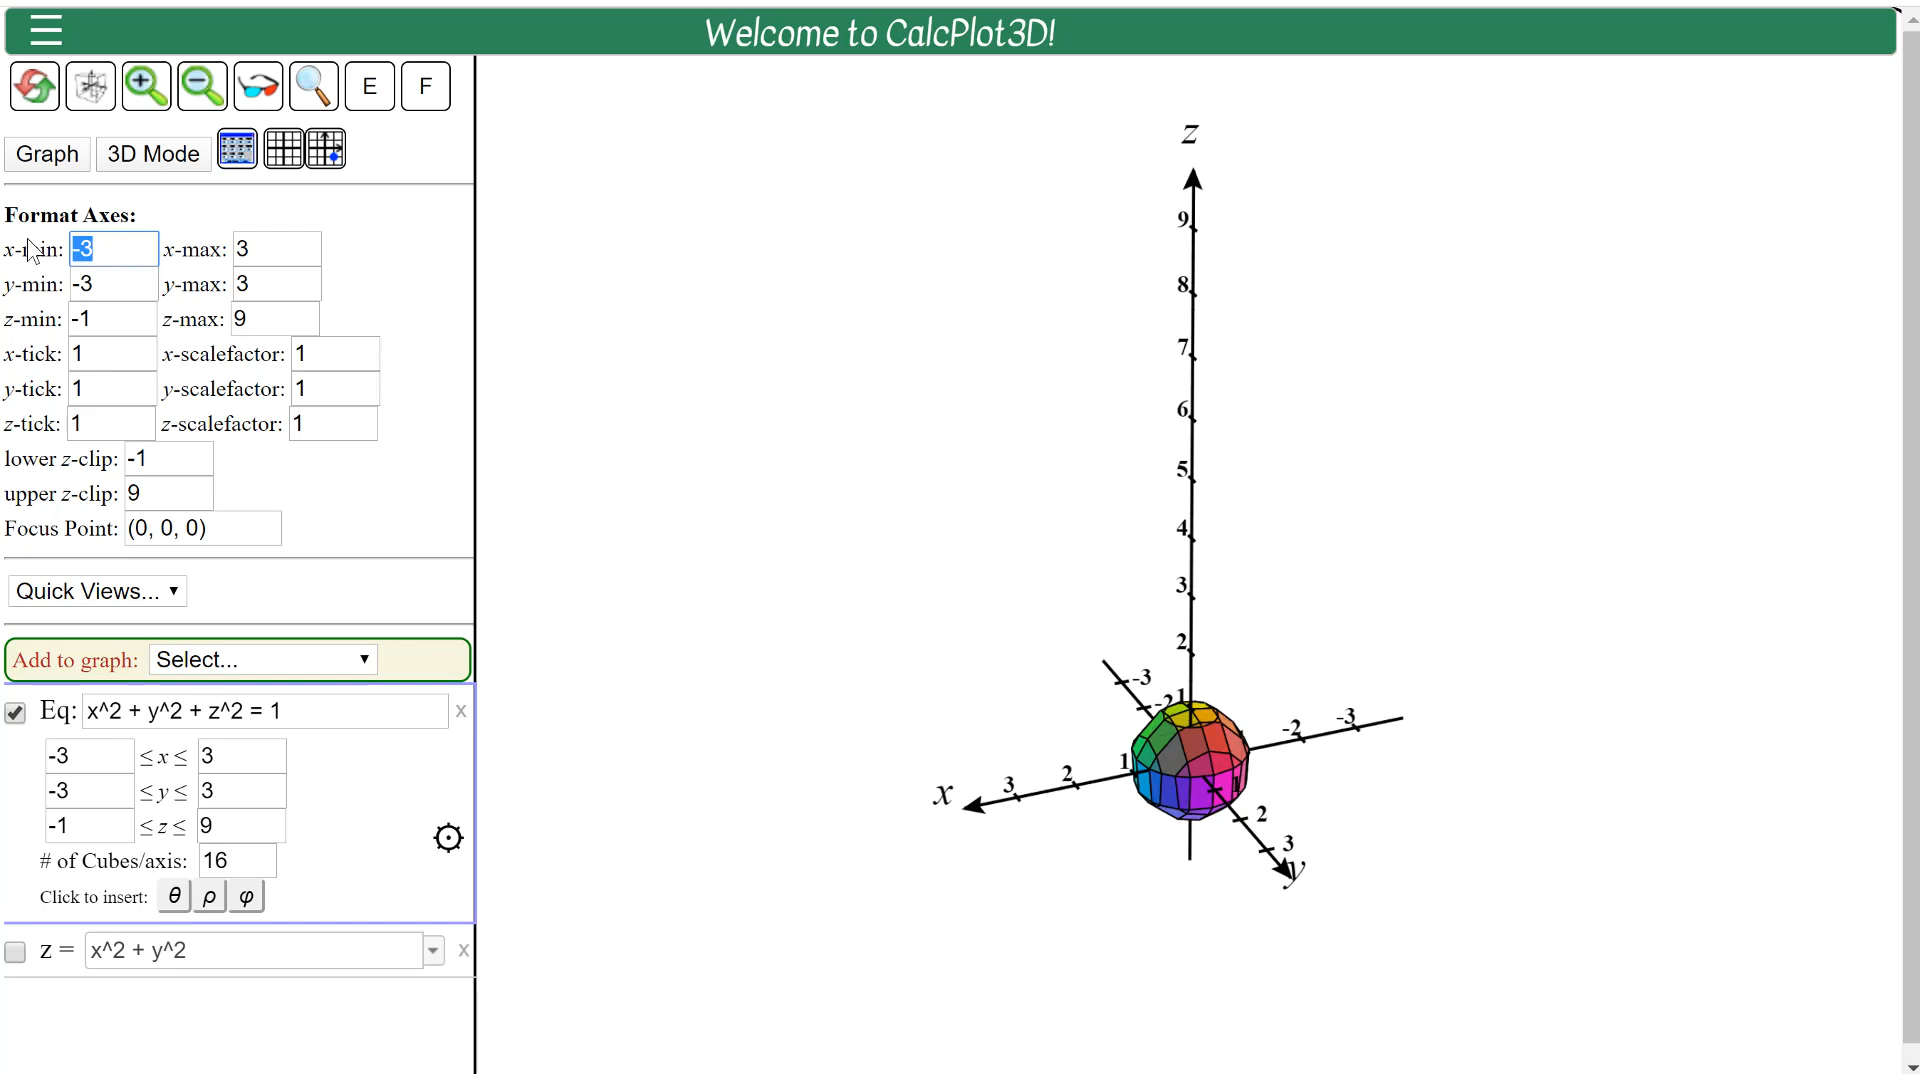 Welcome to CalcPlot3D!
E F
Graph 3D Mode
Format Axes:
x-min: -3 x-max: 3
y-min: -3 y-max: 3
z-min: -1 z-max: 9
x-tick: 1 x-scalefactor: 1
y-tick: 1 y-scalefactor: 1
z-tick: 1 z-scalefactor: 1
lower z-clip: -1
upper z-clip: 9
Focus Point: (0, 0, 0)
Quick Views...
Add to graph: Select...
Eq: x^2 + y^2 + z^2 = 1 x
-3 ≤ x ≤ 3
-3 ≤ y ≤ 3
-1 ≤ z ≤ 9
# of Cubes/axis: 16
Click to insert: θ ρ φ
z = x^2 + y^2 x
z
9
8
7
6
5
4
3
2
1
-3
-2
-2 -3
x 3 2 1
1
2
3
y